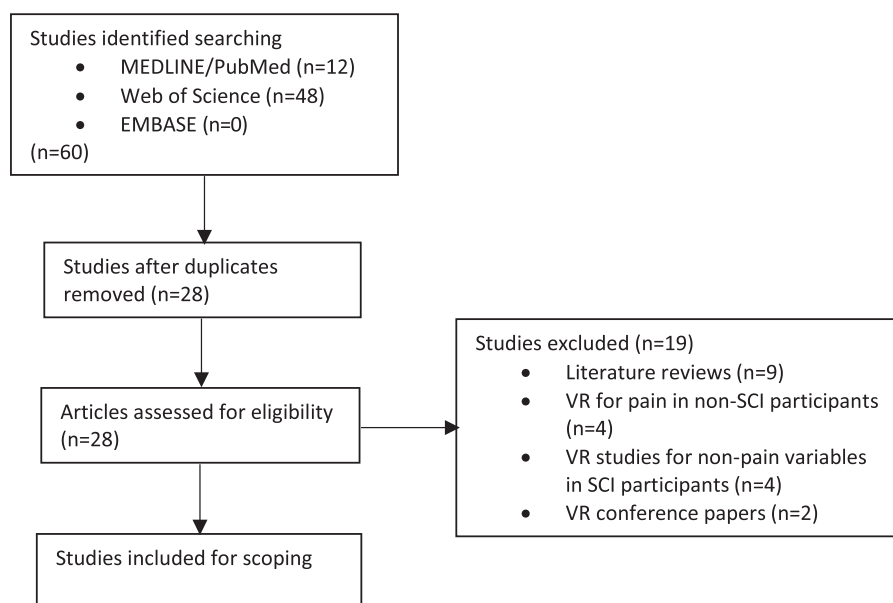 Studies identified searching
• MEDLINE/PubMed (n=12)
• Web of Science (n=48)
• EMBASE (n=0)
(n=60)
Studies after duplicates
removed (n=28)
Articles assessed for eligibility
(n=28)
Studies excluded (n=19)
• Literature reviews (n=9)
• VR for pain in non-SCI participants
(n=4)
• VR studies for non-pain variables
in SCI participants (n=4)
• VR conference papers (n=2)
Studies included for scoping